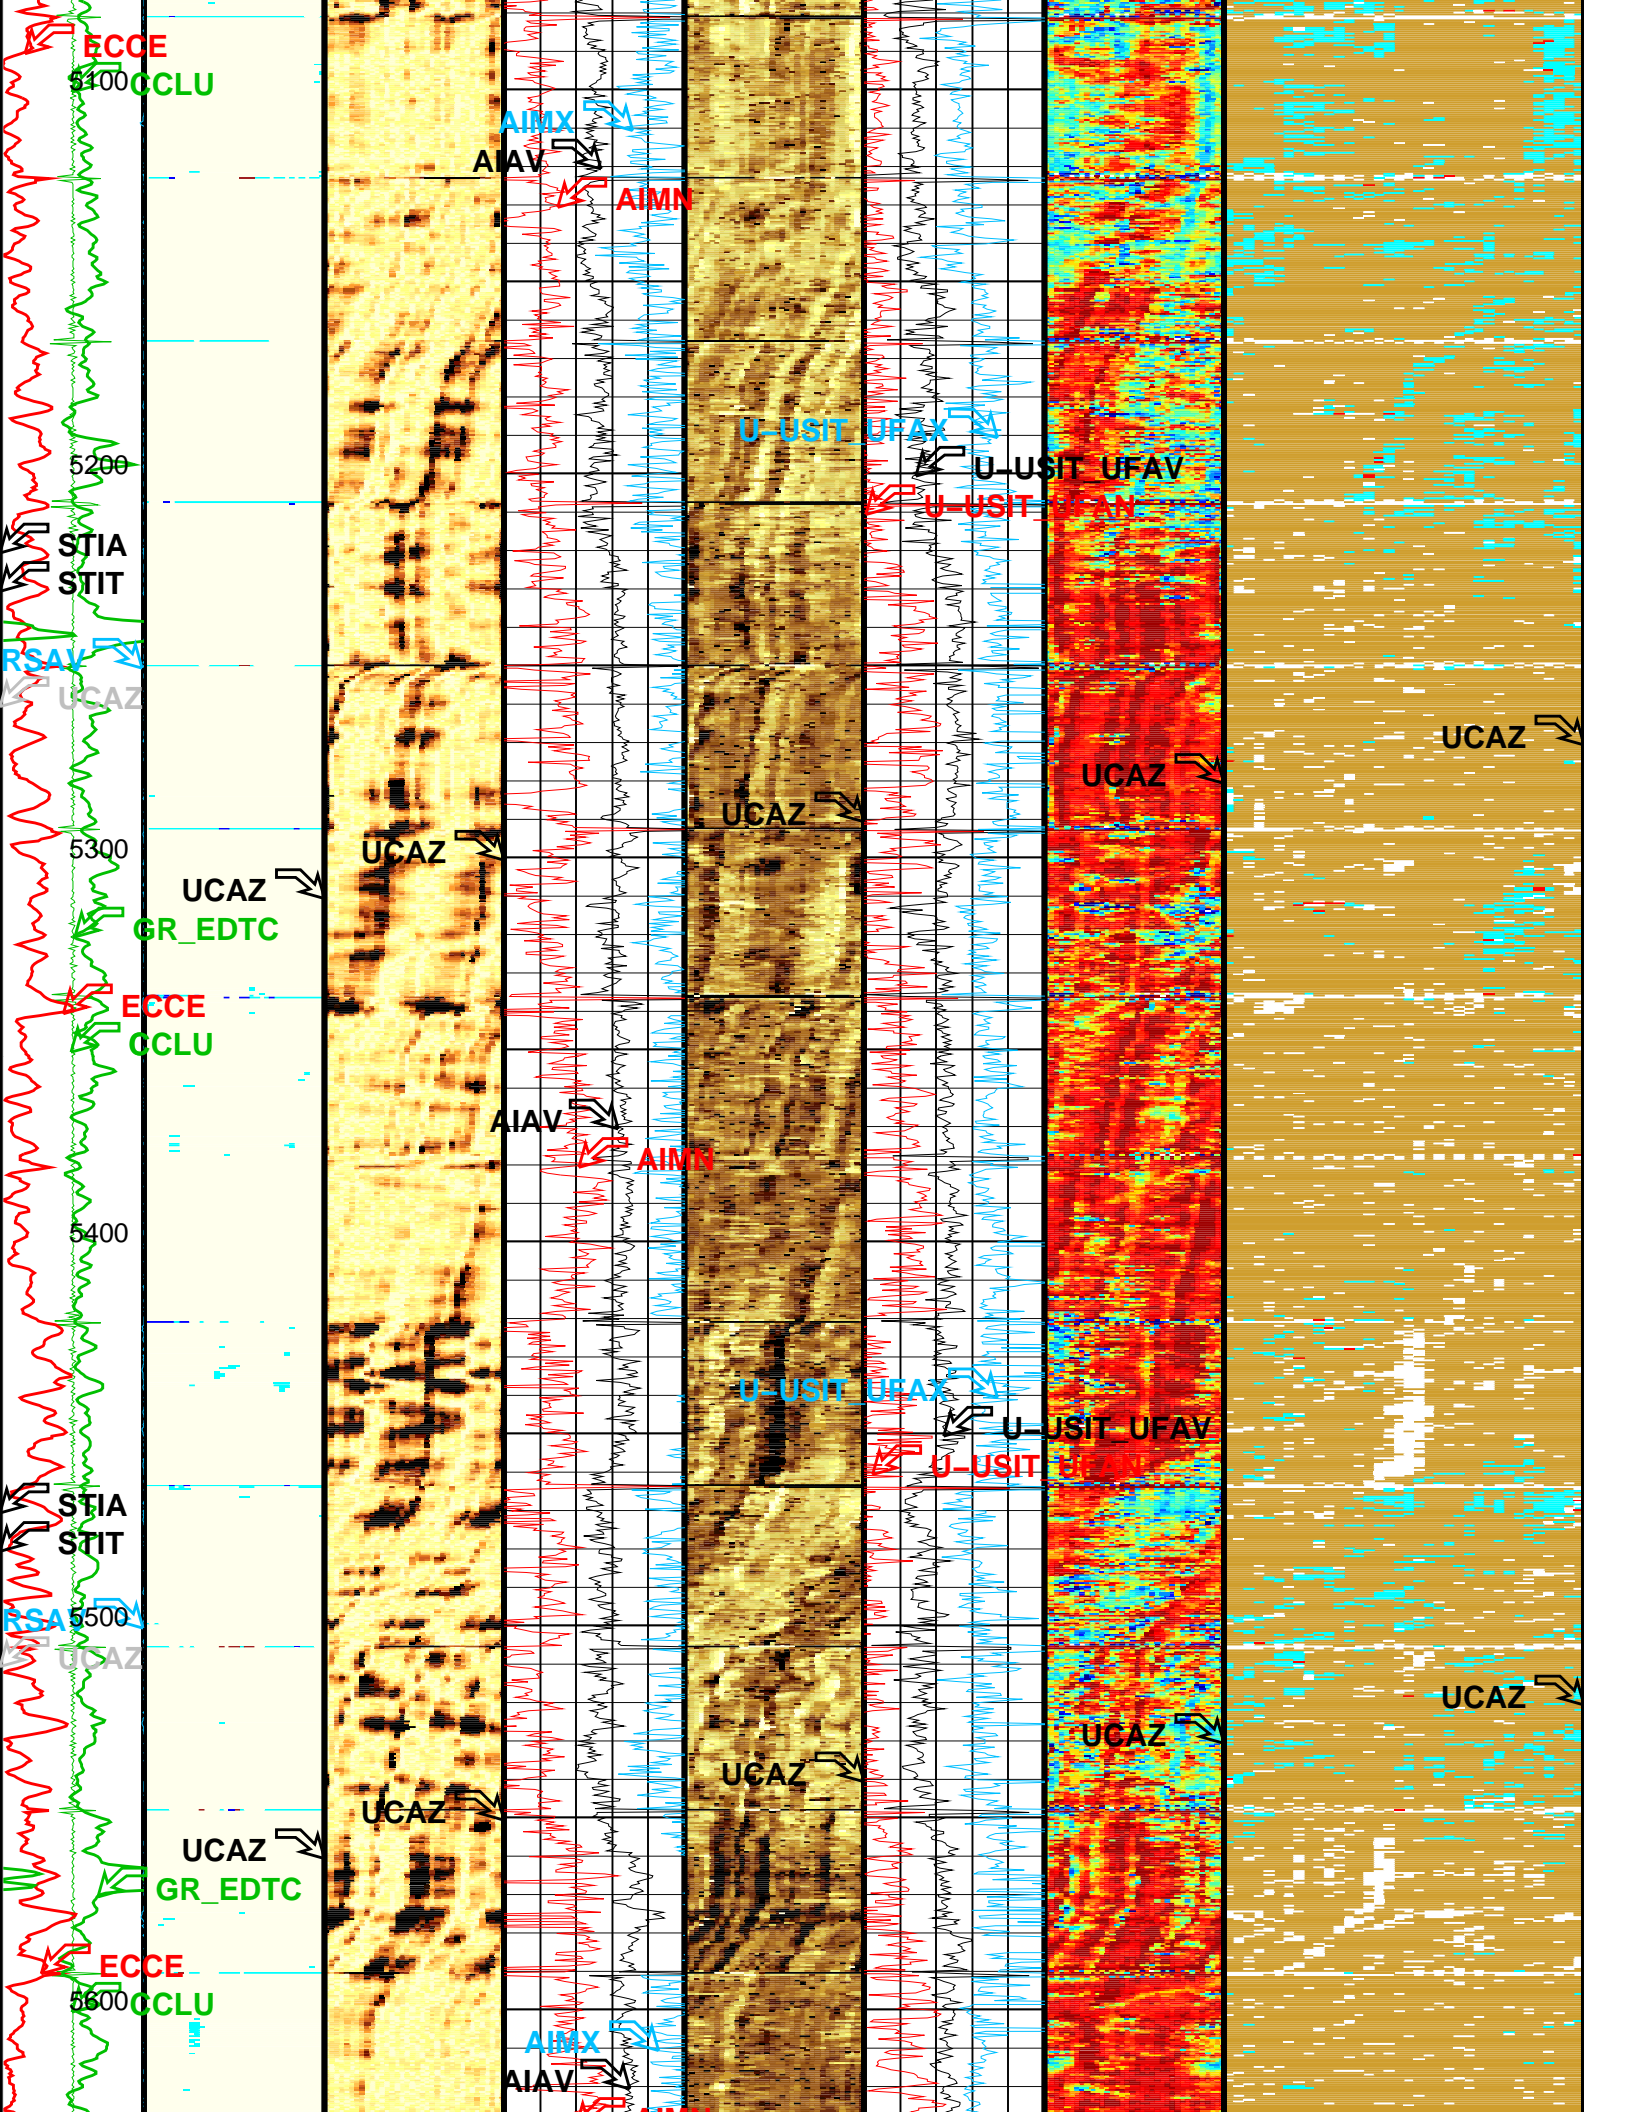 ECCE
5100 CCLU
AIMX
AIAV
AIMN
U-USIT_UFAX
5200 U-USIT_UFAV
U-USIT_UFAN
STIA
STIT
RSAV
UCAZ
UCAZ
UCAZ
UCAZ
5300 UCAZ
UCAZ
GR_EDTC
ECCE
CCLU
AIAV
AIMN
5400
U-USIT_UFAX
U-USIT_UFAV
U-USIT_UFAN
STIA
STIT
RSAV 5500
UCAZ
UCAZ
UCAZ
UCAZ
UCAZ
UCAZ
GR_EDTC
ECCE
5600 CCLU
AIMX
AIAV
AIMN